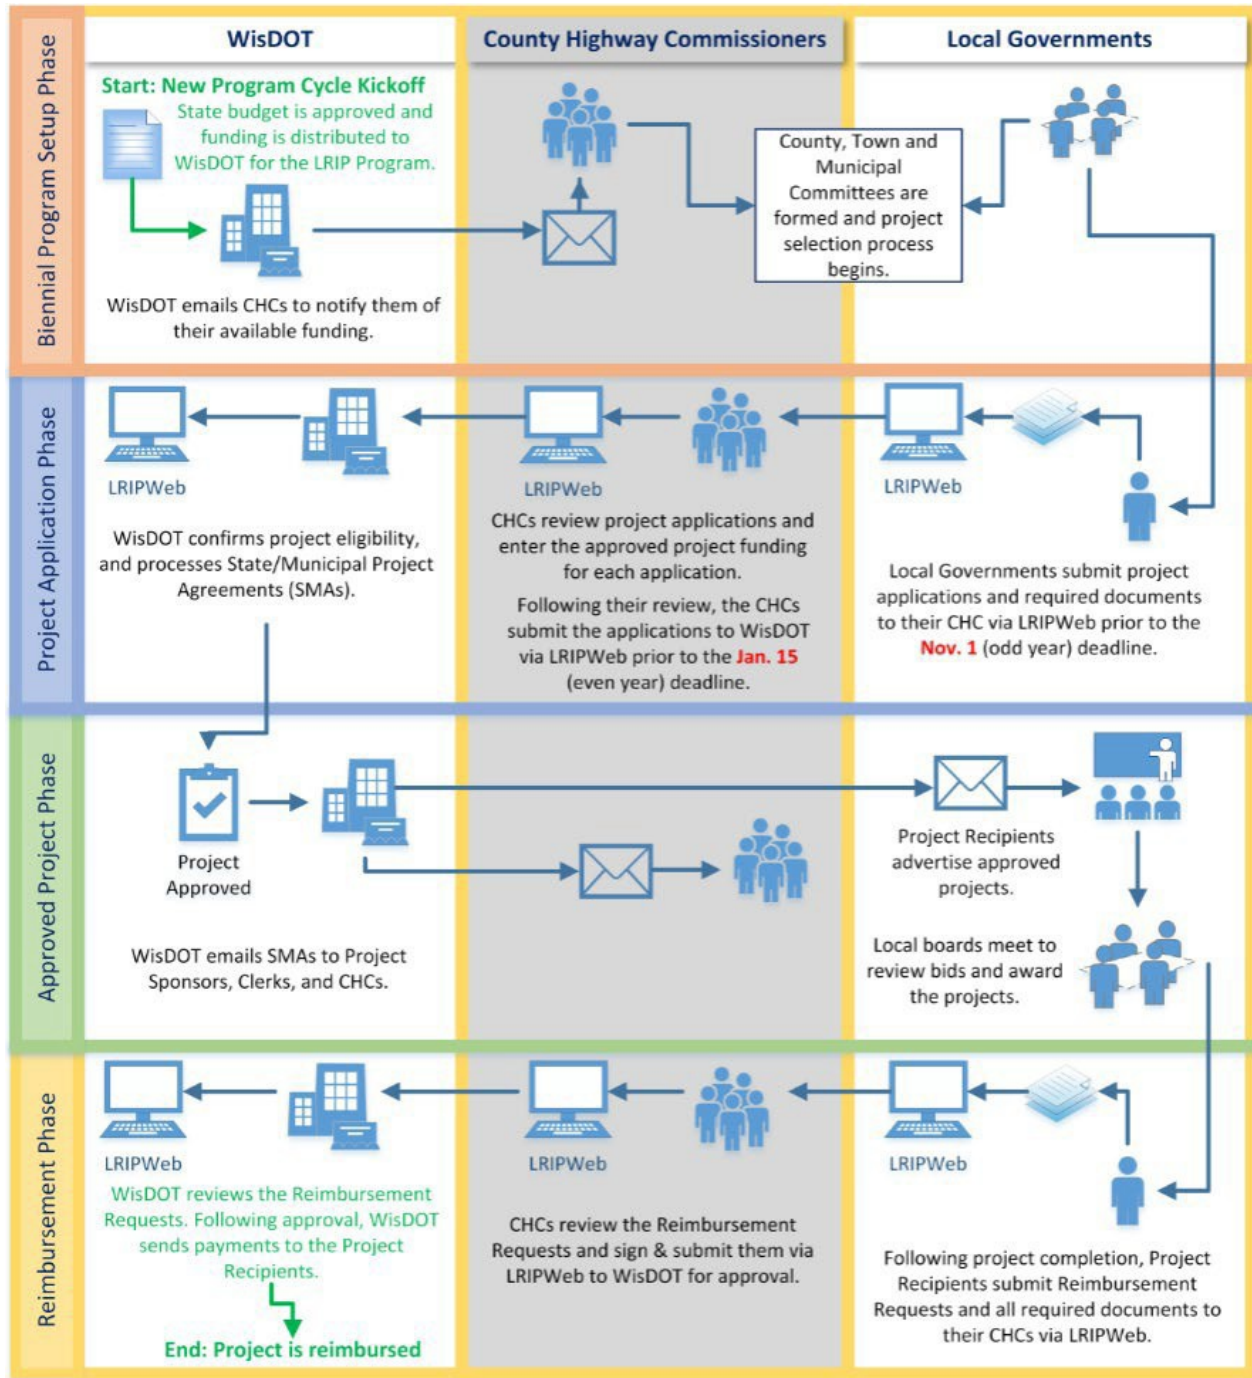 WisDOT
County Highway Commissioners
Local Governments
Biennial Program Setup Phase
Start: New Program Cycle Kickoff
State budget is approved and
funding is distributed to
WisDOT for the LRIP Program.
WisDOT emails CHCs to notify them of
their available funding.
County, Town and
Municipal
Committees are
formed and project
selection process
begins.
Project Application Phase
LRIPWeb
WisDOT confirms project eligibility,
and processes State/Municipal Project
Agreements (SMAs).
LRIPWeb
CHCs review project applications and
enter the approved project funding
for each application.
Following their review, the CHCs
submit the applications to WisDOT
via LRIPWeb prior to the Jan. 15
(even year) deadline.
LRIPWeb
Local Governments submit project
applications and required documents
to their CHC via LRIPWeb prior to the
Nov. 1 (odd year) deadline.
Approved Project Phase
Project
Approved
WisDOT emails SMAs to Project
Sponsors, Clerks, and CHCs.
Project Recipients
advertise approved
projects.
Local boards meet to
review bids and award
the projects.
Reimbursement Phase
LRIPWeb
WisDOT reviews the Reimbursement
Requests. Following approval, WisDOT
sends payments to the Project
Recipients.
End: Project is reimbursed
LRIPWeb
CHCs review the Reimbursement
Requests and sign & submit them via
LRIPWeb to WisDOT for approval.
LRIPWeb
Following project completion, Project
Recipients submit Reimbursement
Requests and all required documents to
their CHCs via LRIPWeb.